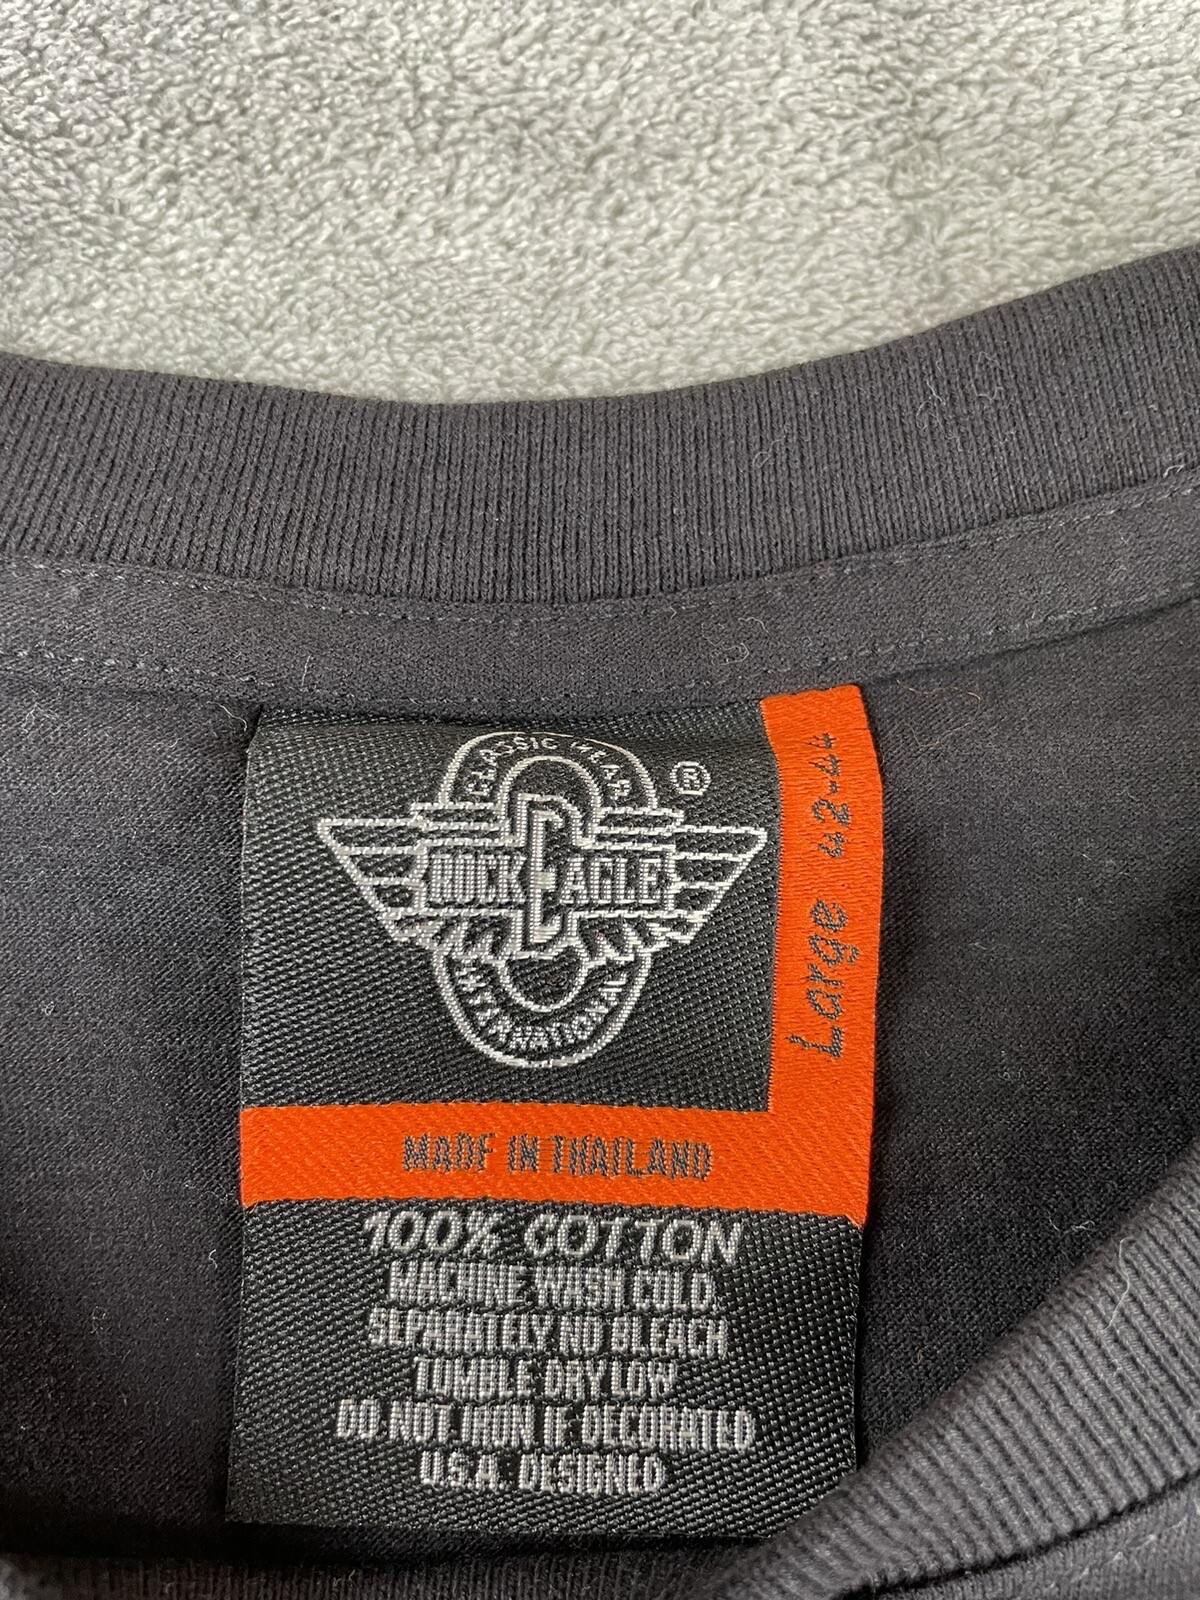 CLASSIC WEAR
®
ROCK EAGLE
INTERNATIONAL
Large 42-44
MADE IN THAILAND
100% COTTON
MACHINE WASH COLD,
SEPARATELY NO BLEACH
TUMBLE DRY LOW
DO NOT IRON IF DECORATED
U.S.A. DESIGNED